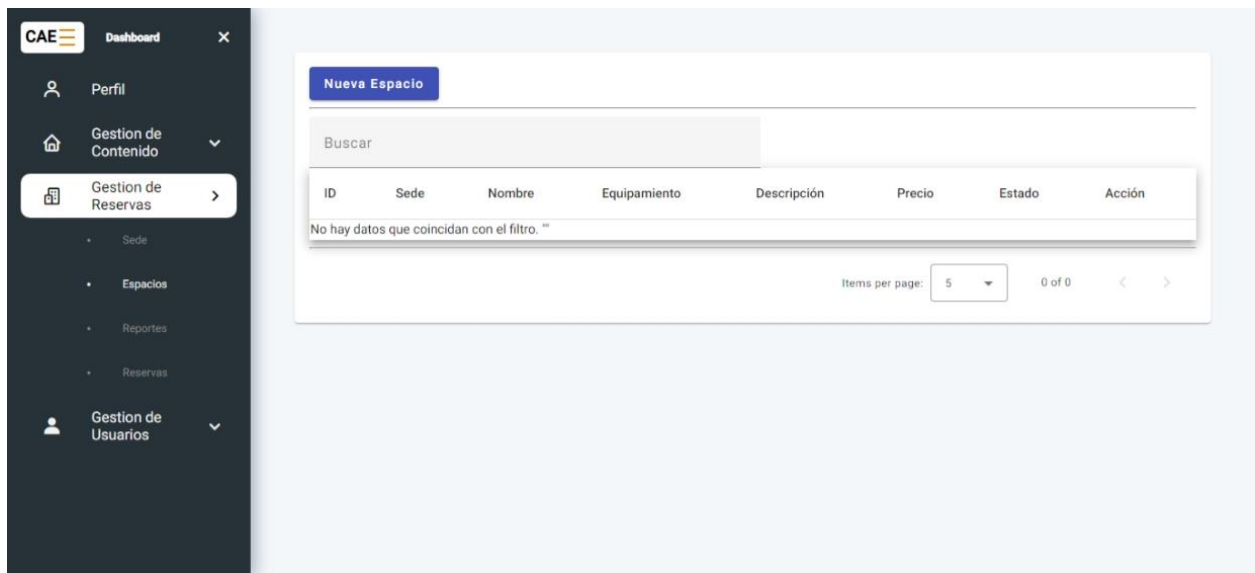 CAE Dashboard ×
Perfil
Gestion de
Contenido
Gestion de
Reservas
Sede
Espacios
Reportes
Reservas
Gestion de
Usuarios
Nueva Espacio
Buscar
ID Sede Nombre Equipamiento Descripción Precio Estado Acción
No hay datos que coincidan con el filtro. ""
Items per page: 5 0 of 0